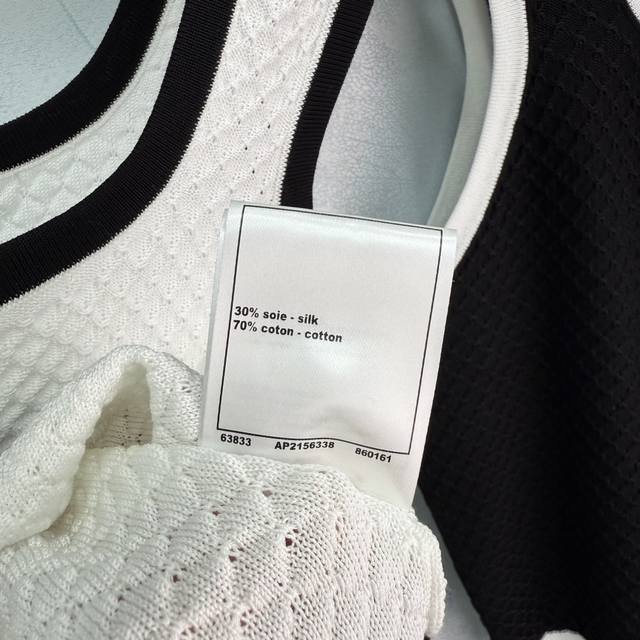 30% soie - silk
70% coton - cotton
63833 AP2156338 860161